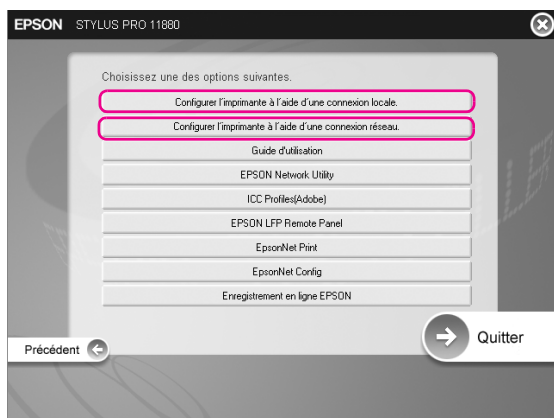 EPSON STYLUS PRO 11880
Choisissez une des options suivantes.
Configurer l'imprimante à l'aide d'une connexion locale.
Configurer l'imprimante à l'aide d'une connexion réseau.
Guide d'utilisation
EPSON Network Utility
ICC Profiles(Adobe)
EPSON LFP Remote Panel
EpsonNet Print
EpsonNet Config
Enregistrement en ligne EPSON
Quitter
Précédent